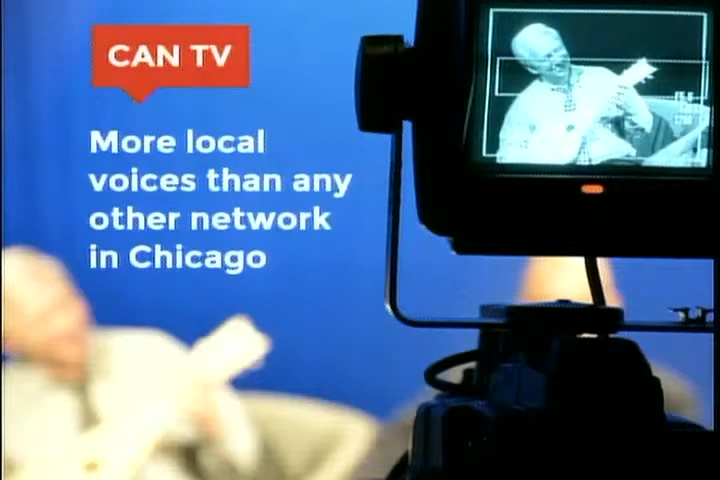 CAN TV
More local
voices than any
other network
in Chicago